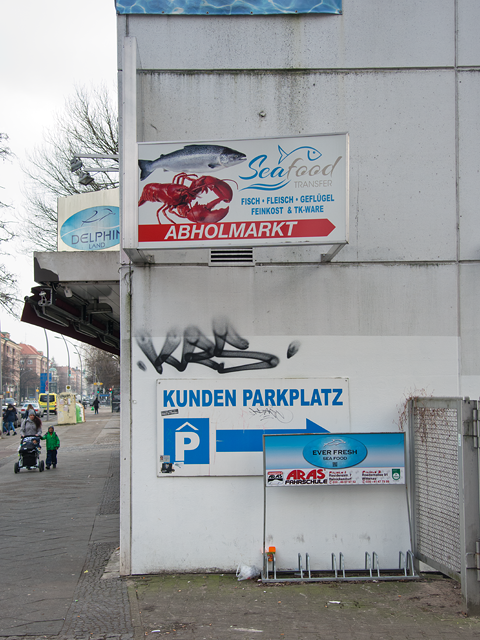 Seafood
TRANSFER
FISCH • FLEISCH • GEFLÜGEL
FEINKOST & TK-WARE
ABHOLMARKT
DELPHIN
LAND
KUNDEN PARKPLATZ
P
EVER FRESH
SEA FOOD
ARAS
FAHRSCHULE